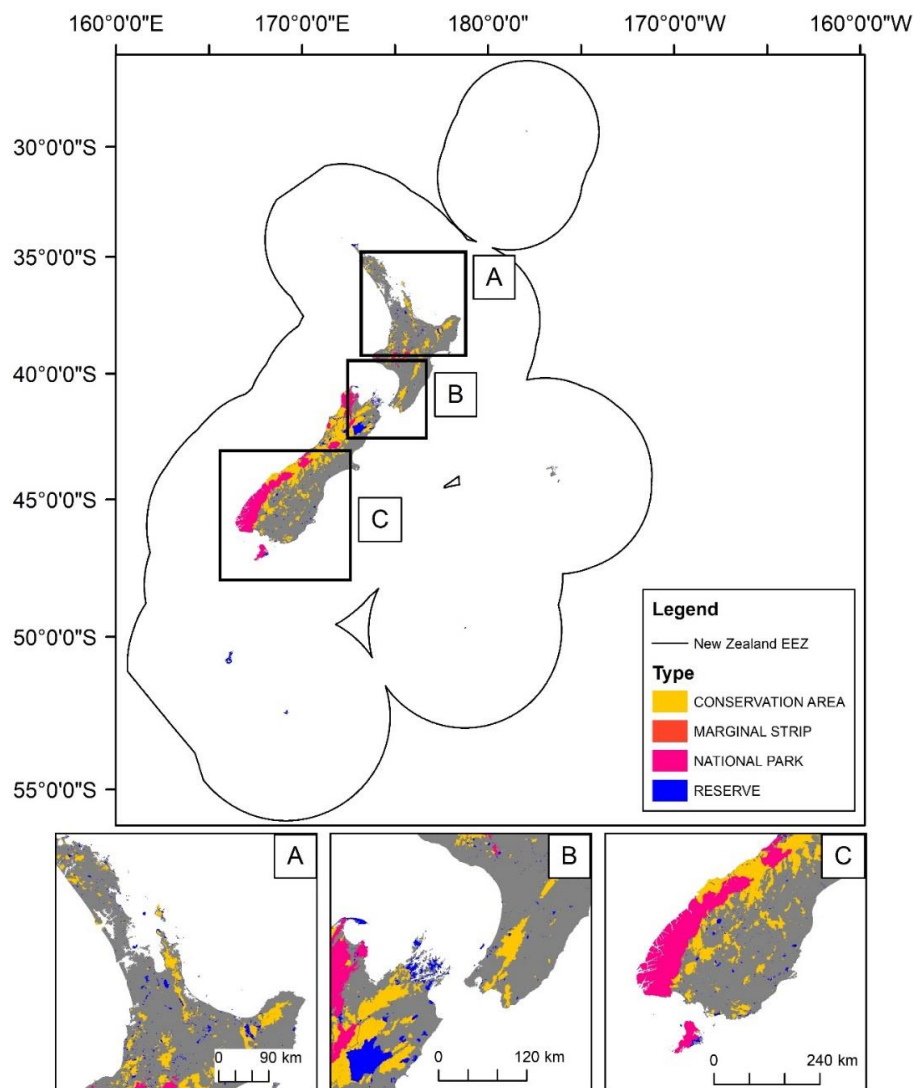 160°0'0"E 170°0'0"E 180°0'0" 170°0'0"W 160°0'0"W
30°0'0"S
35°0'0"S
A
40°0'0"S
B
45°0'0"S
C
50°0'0"S
55°0'0"S
Legend
New Zealand EEZ
Type
CONSERVATION AREA
MARGINAL STRIP
NATIONAL PARK
RESERVE
A
0 90 km
B
0 120 km
C
0 240 km